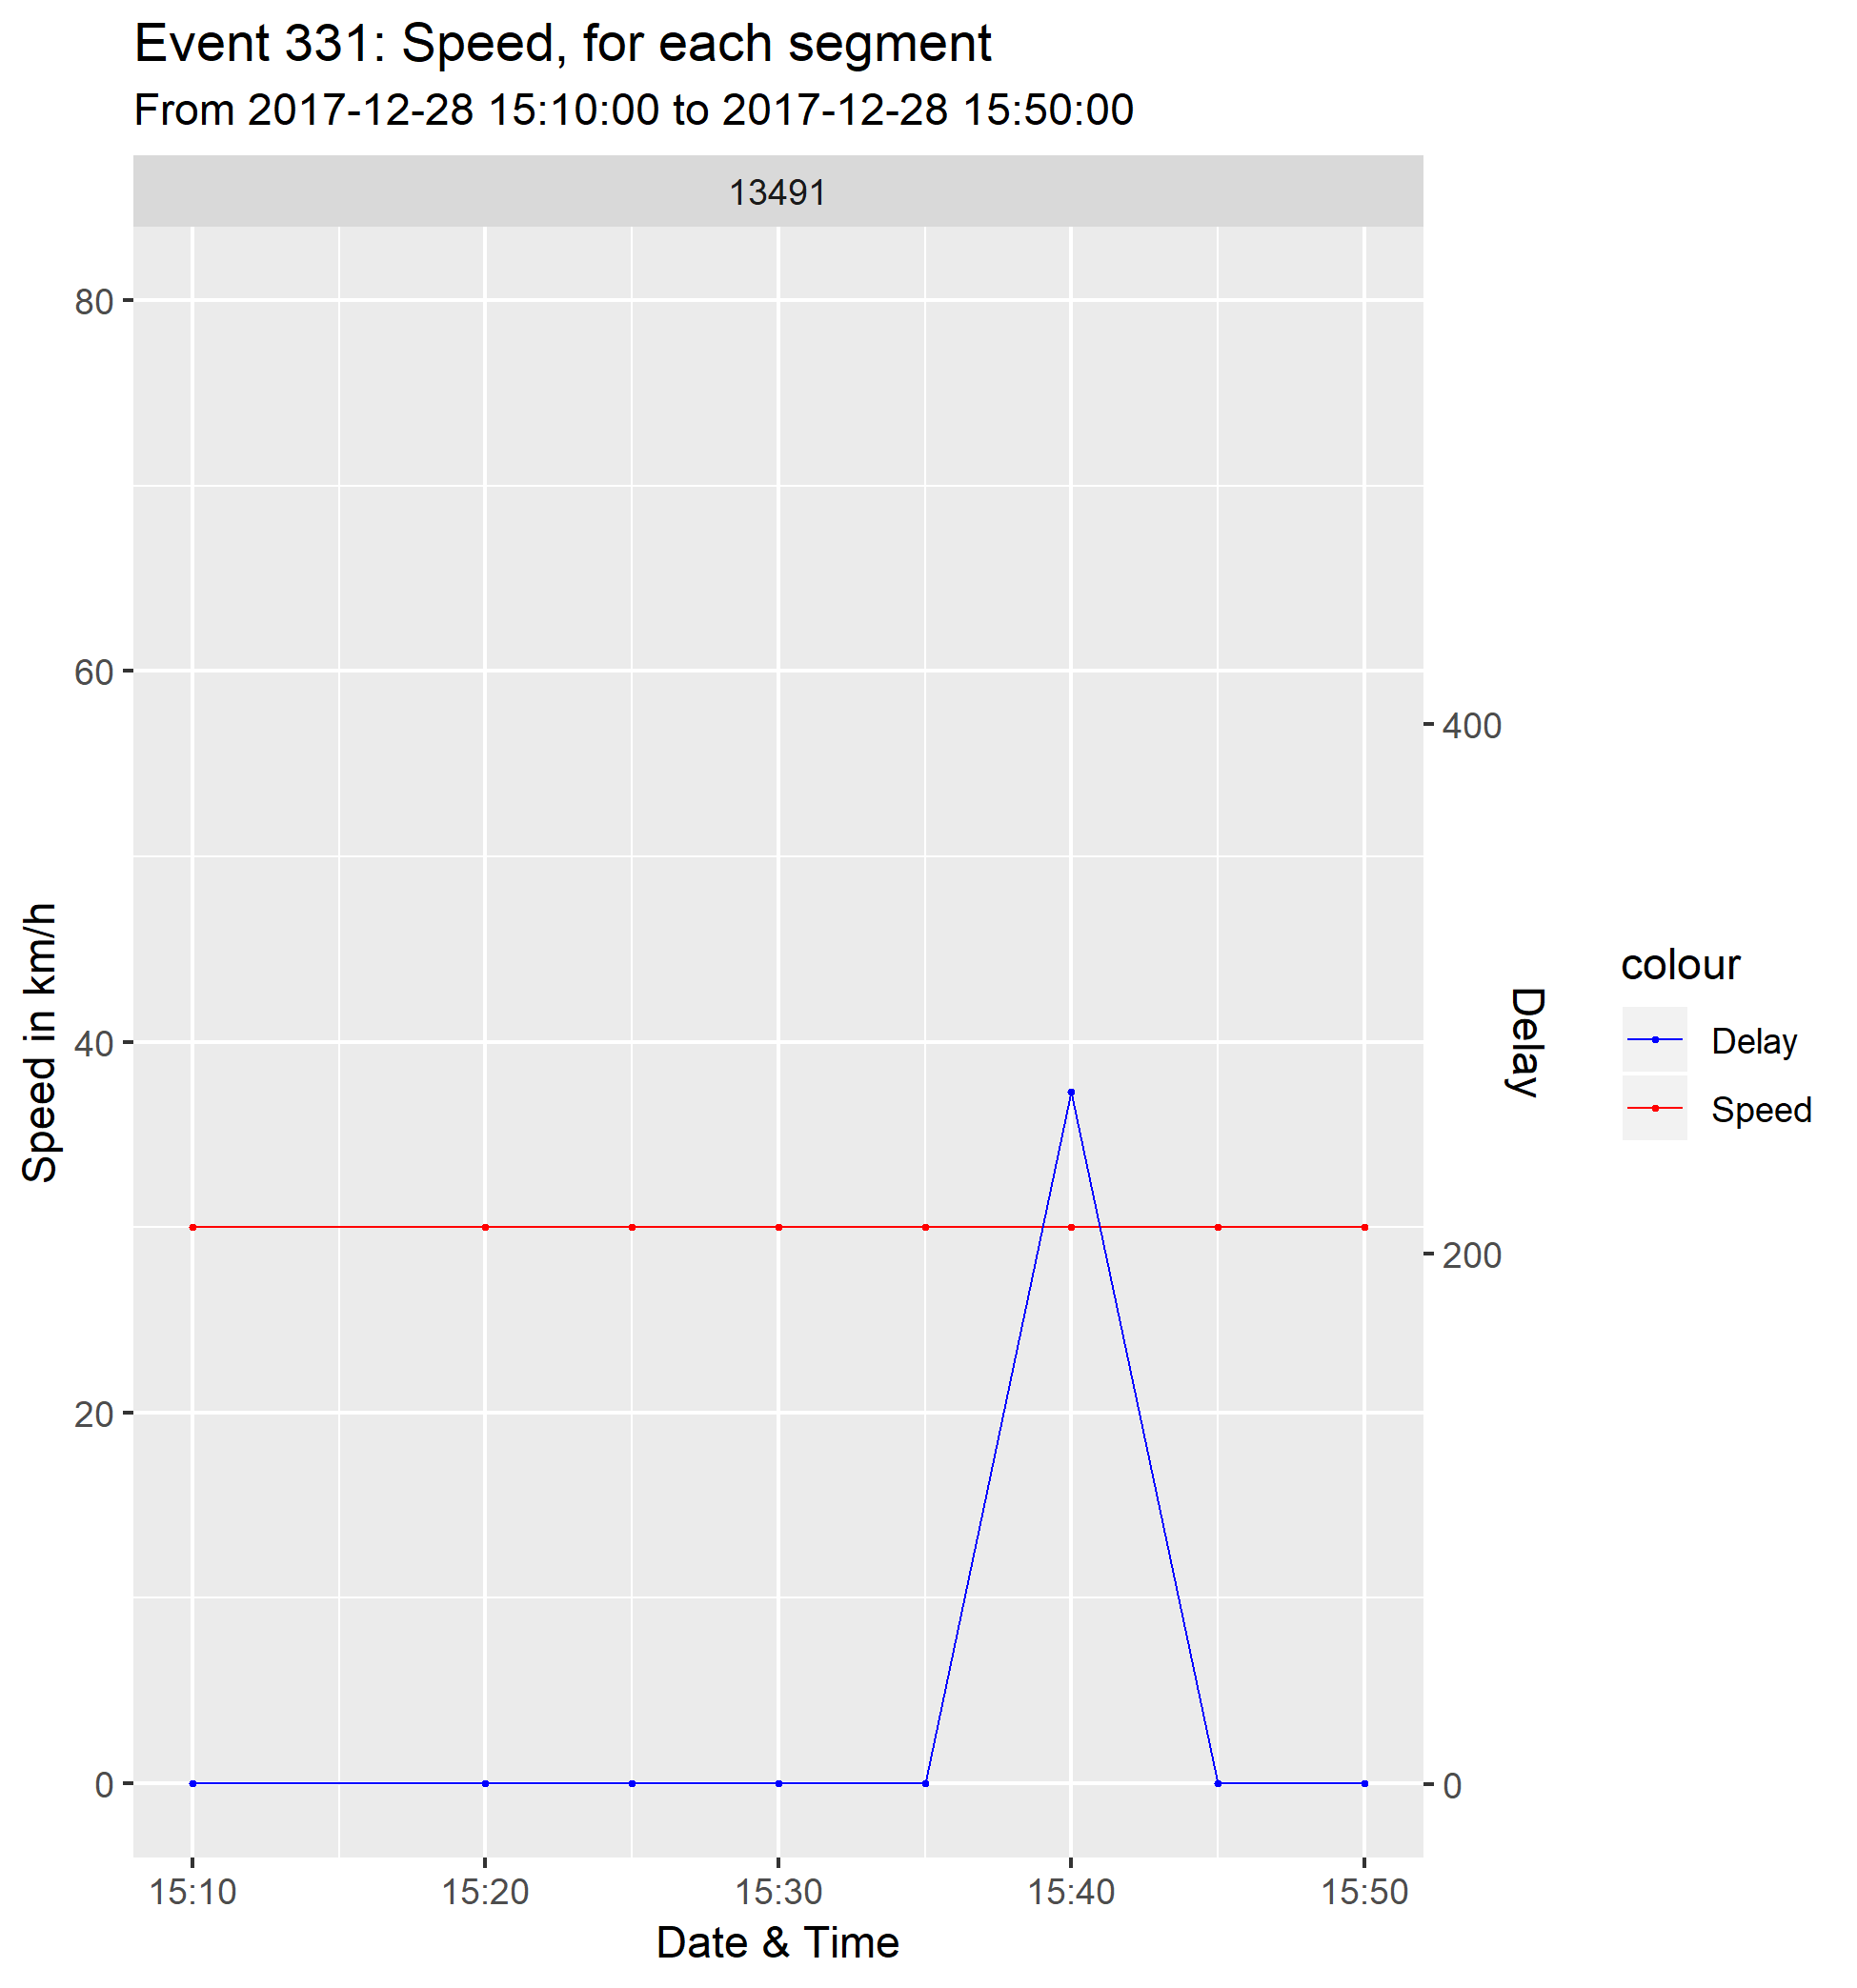 Event 331: Speed, for each segment
From 2017-12-28 15:10:00 to 2017-12-28 15:50:00
13491
80
60
40
20
0
Speed in km/h
400
200
0
Delay
15:10
15:20
15:30
15:40
15:50
Date & Time
colour
Delay
Speed